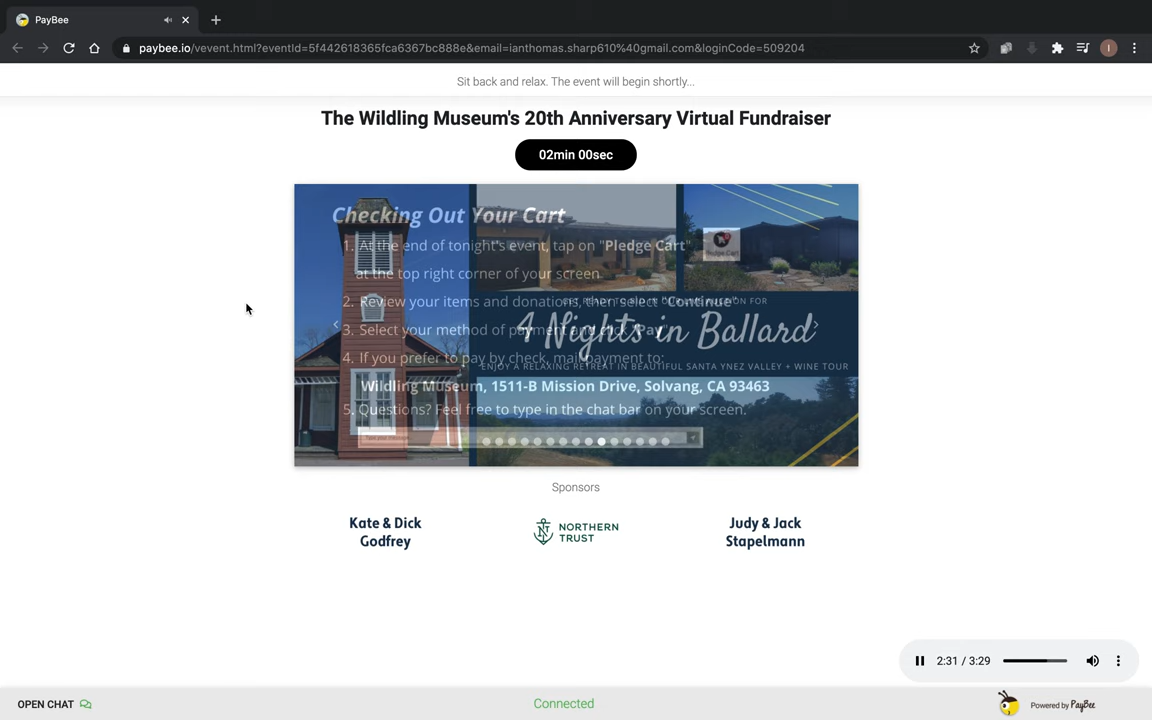 PayBee
paybee.io/vevent.html?eventId=5f442618365fca6367bc888e&email=ianthomas.sharp610%40gmail.com&loginCode=509204
I
Sit back and relax. The event will begin shortly...
The Wildling Museum's 20th Anniversary Virtual Fundraiser
02min 00sec
Checking Out Your Cart
1. At the end of tonight's event, tap on "Pledge Cart"
at the top right corner of your screen
2. Review your items and donations, then select "Continue"
3. Select your method of payment and click "Pay"
4. If you prefer to pay by check, mail payment to:
Wildling Museum, 1511-B Mission Drive, Solvang, CA 93463
5. Questions? Feel free to type in the chat bar on your screen.
Pledge Cart
4 Nights in Ballard
ENJOY A RELAXING RETREAT IN BEAUTIFUL SANTA YNEZ VALLEY + WINE TOUR
Sponsors
Kate & Dick
Godfrey
NORTHERN
TRUST
Judy & Jack
Stapelmann
2:31 / 3:29
OPEN CHAT
Connected
Powered by PayBee